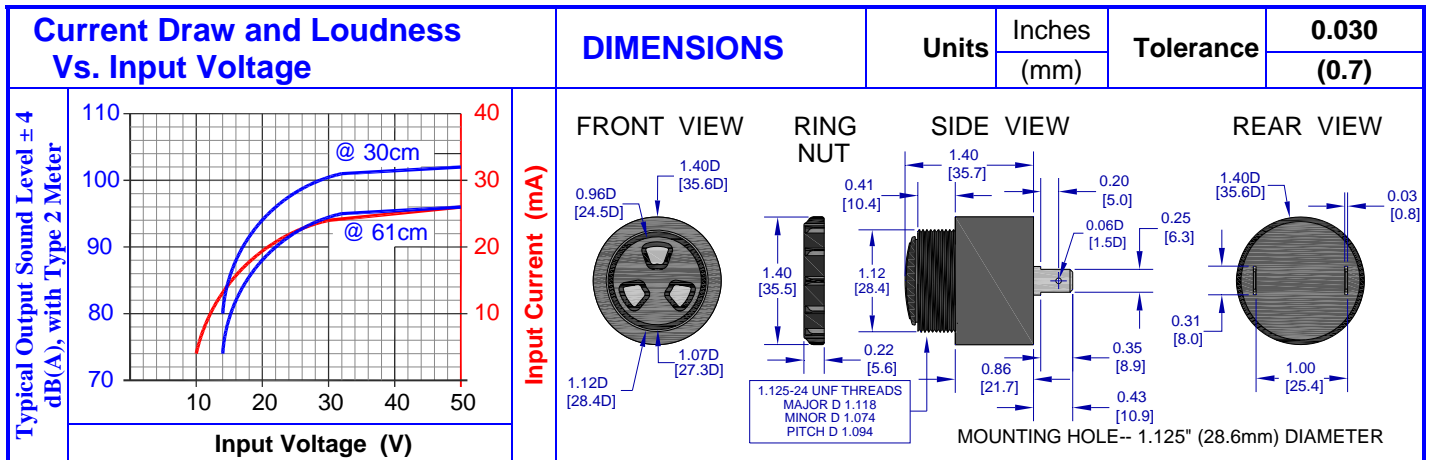 Current Draw and Loudness
Vs. Input Voltage
DIMENSIONS
Units
Inches
(mm)
Tolerance
0.030
(0.7)
Typical Output Sound Level ± 4
dB(A), with Type 2 Meter
110
100
90
80
70
10
20
30
40
50
40
30
20
10
@ 30cm
@ 61cm
Input Voltage (V)
Input Current (mA)
FRONT VIEW
1.40D
[35.6D]
0.96D
[24.5D]
1.07D
[27.3D]
1.12D
[28.4D]
RING
NUT
1.40
[35.5]
0.22
[5.6]
SIDE VIEW
1.40
[35.7]
0.41
[10.4]
0.20
[5.0]
0.06D
[1.5D]
0.25
[6.3]
1.12
[28.4]
0.86
[21.7]
0.35
[8.9]
0.43
[10.9]
1.125-24 UNF THREADS
MAJOR D 1.118
MINOR D 1.074
PITCH D 1.094
REAR VIEW
1.40D
[35.6D]
0.03
[0.8]
0.31
[8.0]
1.00
[25.4]
MOUNTING HOLE-- 1.125" (28.6mm) DIAMETER